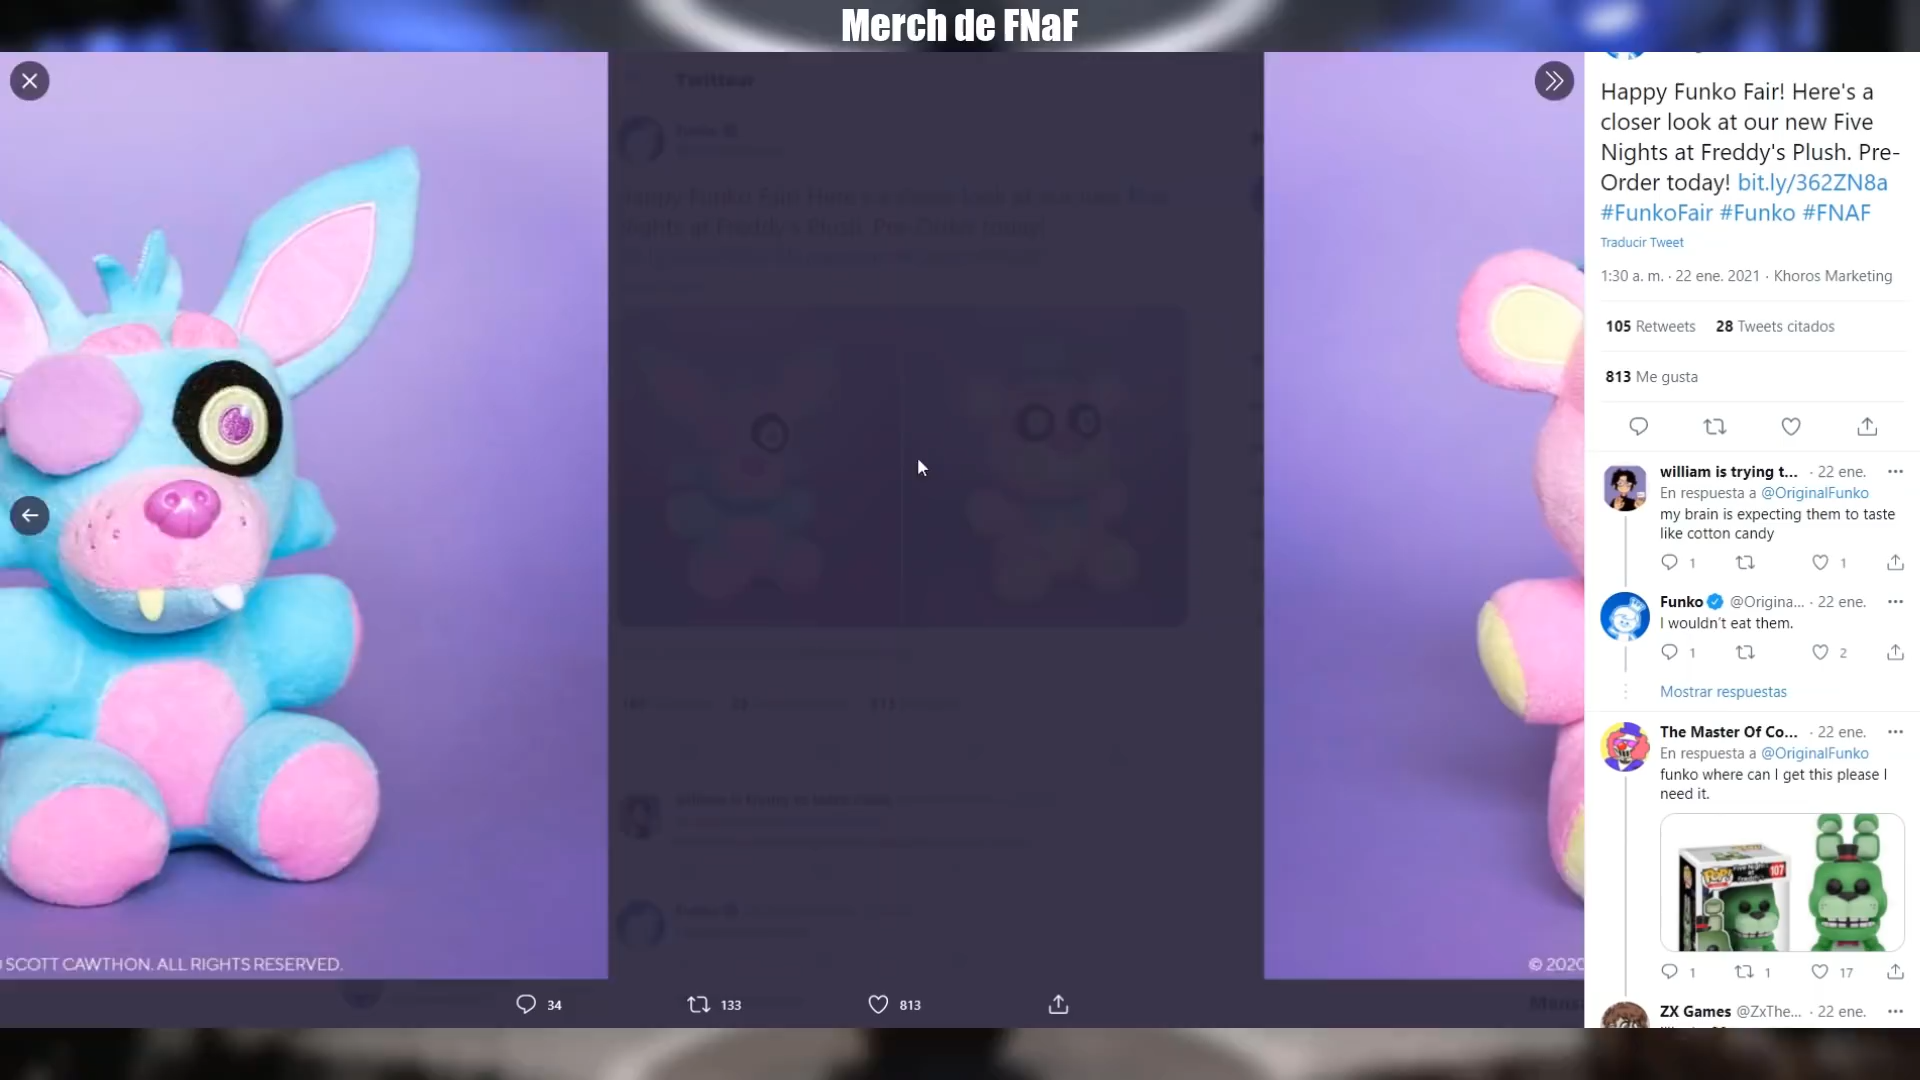 Merch de FNaF
SCOTT CAWTHON. ALL RIGHTS RESERVED.
© 2020
34
133
813
Happy Funko Fair! Here's a
closer look at our new Five
Nights at Freddy's Plush. Pre-
Order today! bit.ly/362ZN8a
#FunkoFair #Funko #FNAF
Traducir Tweet
1:30 a. m. · 22 ene. 2021 · Khoros Marketing
105 Retweets 28 Tweets citados
813 Me gusta
william is trying t... · 22 ene.
En respuesta a @OriginalFunko
my brain is expecting them to taste
like cotton candy
1 1
Funko @Origina... · 22 ene.
I wouldn't eat them.
1 2
Mostrar respuestas
The Master Of Co... · 22 ene.
En respuesta a @OriginalFunko
funko where can I get this please I
need it.
POP!
107
1 1 17
ZX Games @ZxThe... · 22 ene.